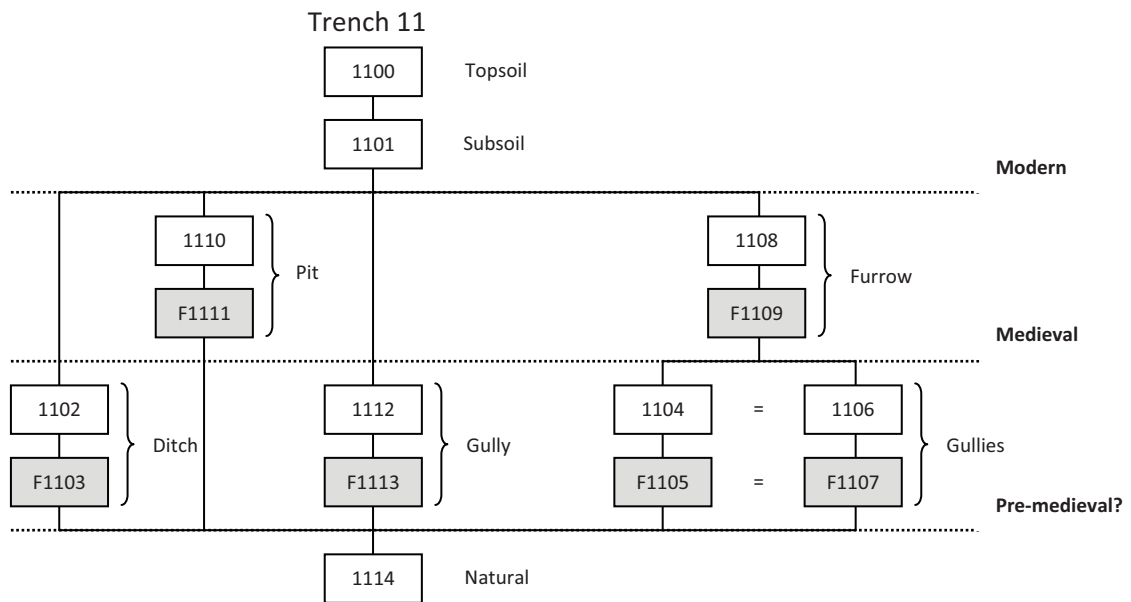 Trench 11
1100 Topsoil
1101 Subsoil
Modern
1110 1108
Pit Furrow
F1111 F1109
Medieval
1102 1112 1104 = 1106
Ditch Gully Gullies
F1103 F1113 F1105 = F1107
Pre-medieval?
1114 Natural